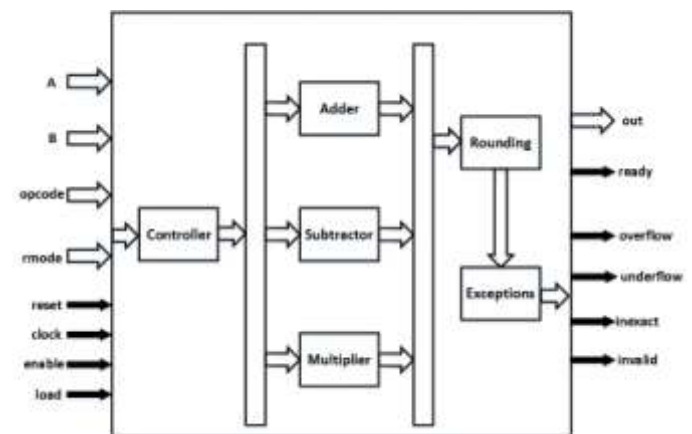 A
B
opcode
rmode
reset
clock
enable
load
Controller
Adder
Subtractor
Multiplier
Rounding
Exceptions
out
ready
overflow
underflow
inexact
invalid